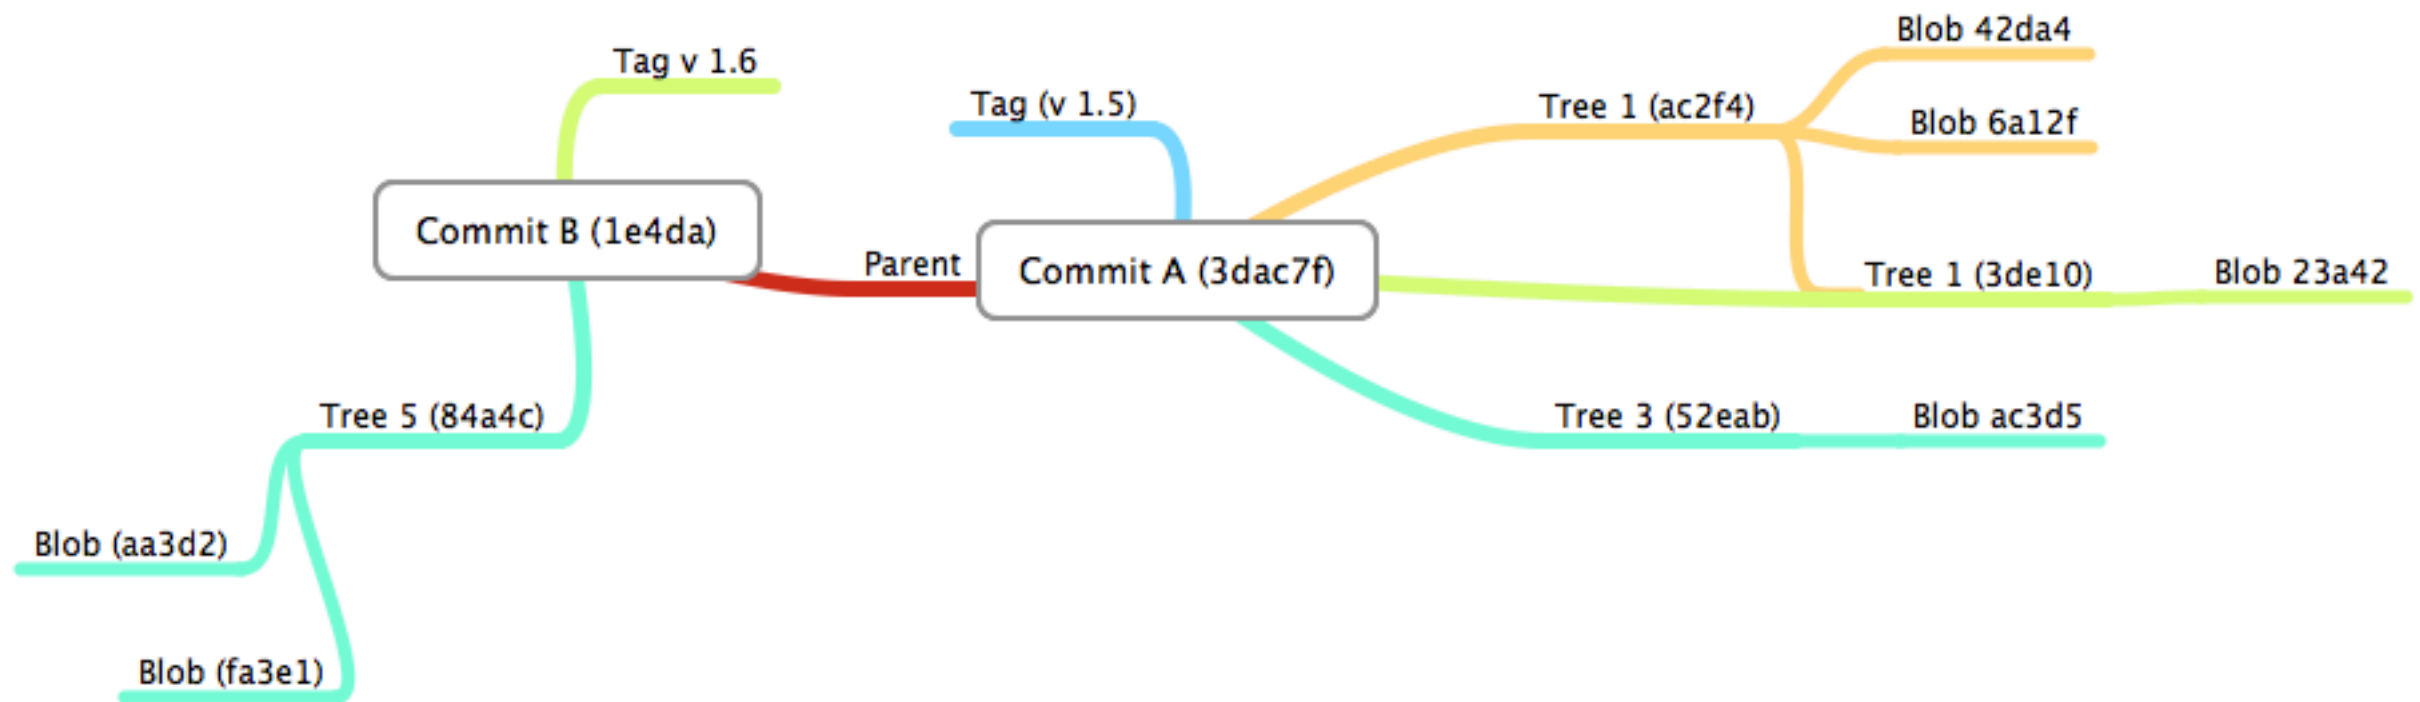 Blob 42da4
Tag v 1.6
Tag (v 1.5)
Tree 1 (ac2f4)
Blob 6a12f
Commit B (1e4da)
Parent
Commit A (3dac7f)
Tree 1 (3de10)
Blob 23a42
Tree 5 (84a4c)
Tree 3 (52eab)
Blob ac3d5
Blob (aa3d2)
Blob (fa3e1)